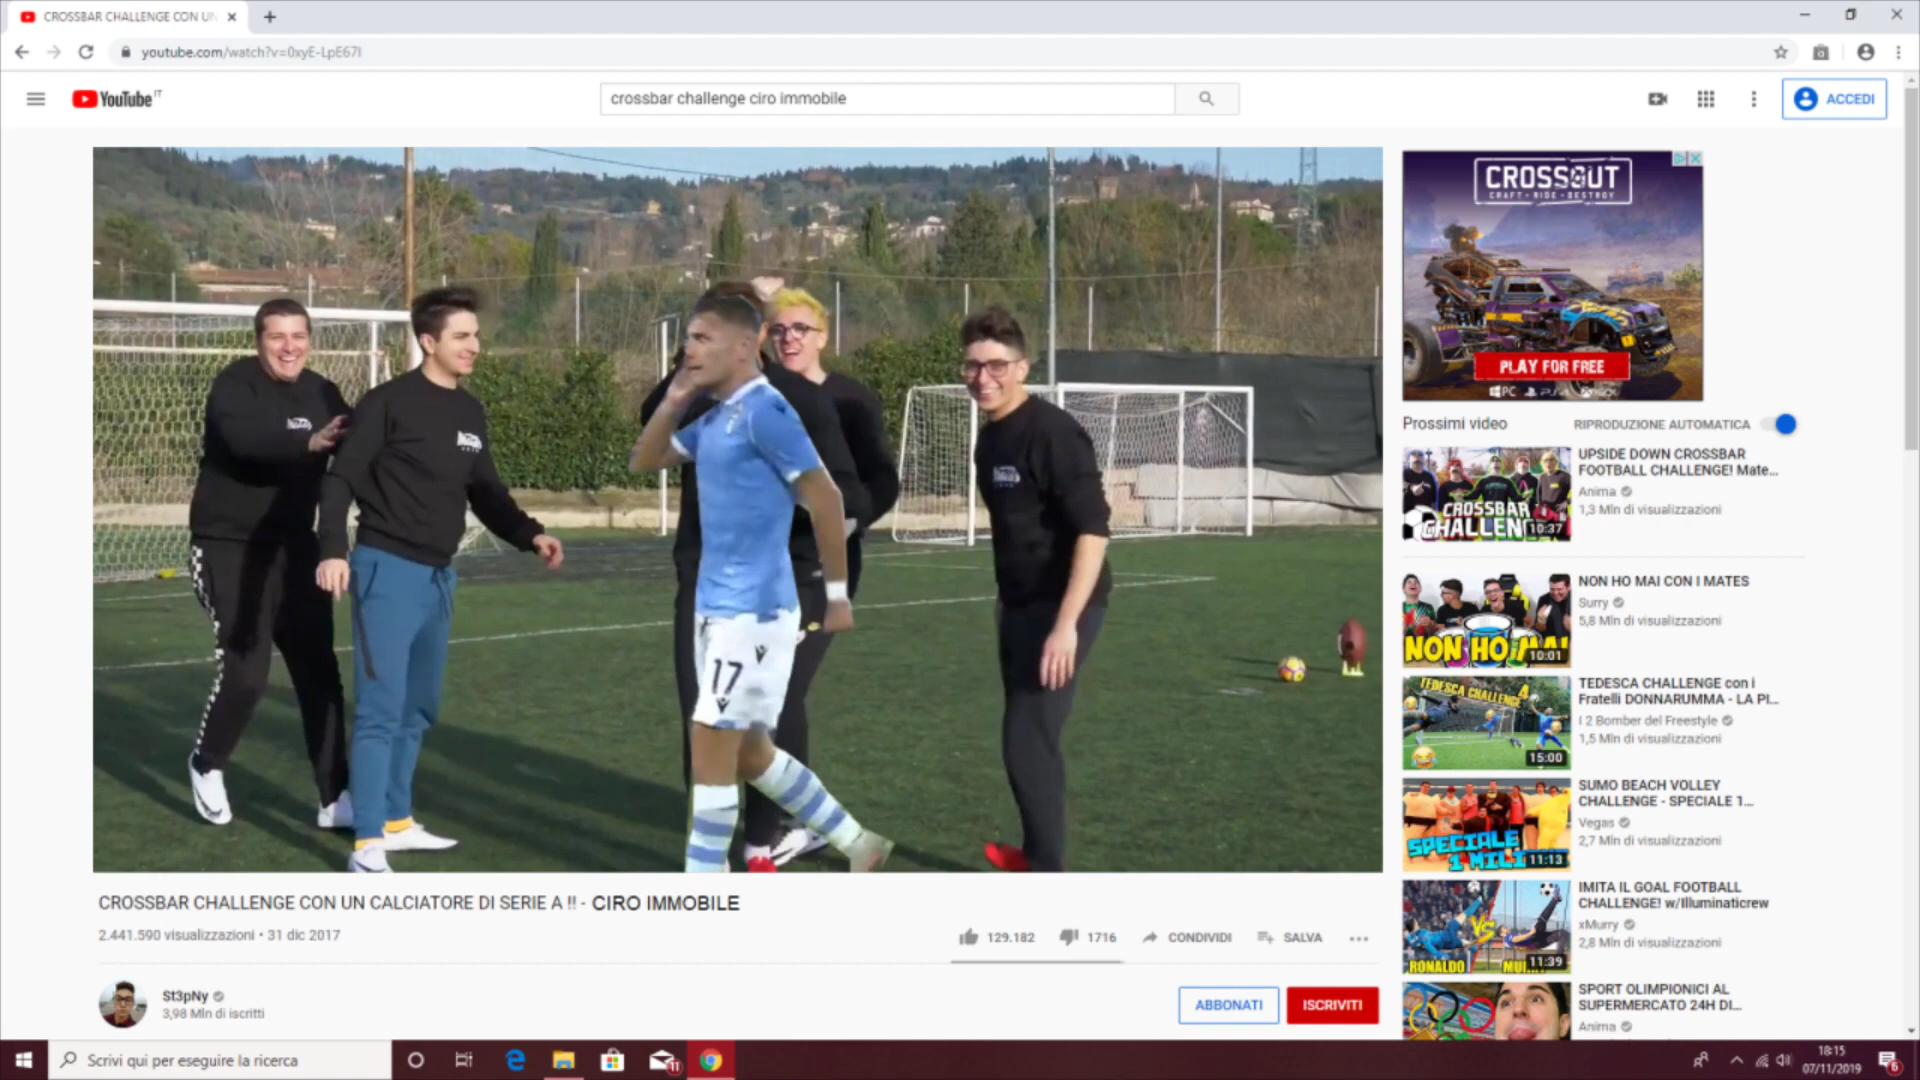 CROSSBAR CHALLENGE CON UN
youtube.com/watch?v=0xyE-LpE67I
YouTube IT
crossbar challenge ciro immobile
ACCEDI
17
CROSSOUT
CRAFT • RIDE • DESTROY
PLAY FOR FREE
PC
Prossimi video
RIPRODUZIONE AUTOMATICA
CROSSBAR
CHALLEN
10:37
UPSIDE DOWN CROSSBAR
FOOTBALL CHALLENGE! Mate...
Anima
1,3 Mln di visualizzazioni
NON HO MAI
10:01
NON HO MAI CON I MATES
Surry
5,8 Mln di visualizzazioni
TEDESCA CHALLENGE
15:00
TEDESCA CHALLENGE con i
Fratelli DONNARUMMA - LA PI...
I 2 Bomber del Freestyle
1,5 Mln di visualizzazioni
SPECIALE
1 MILI
11:13
SUMO BEACH VOLLEY
CHALLENGE - SPECIALE 1...
Vegas
2,7 Mln di visualizzazioni
VS
RONALDO
11:39
IMITA IL GOAL FOOTBALL
CHALLENGE! w/Illuminaticrew
xMurry
2,8 Mln di visualizzazioni
SPORT OLIMPIONICI AL
SUPERMERCATO 24H DI...
Anima
CROSSBAR CHALLENGE CON UN CALCIATORE DI SERIE A !! - CIRO IMMOBILE
2.441.590 visualizzazioni • 31 dic 2017
129.182 1716 CONDIVIDI SALVA
St3pNy
3,98 Mln di iscritti
ABBONATI ISCRIVITI
Scrivi qui per eseguire la ricerca
11
18:15
07/11/2019
6